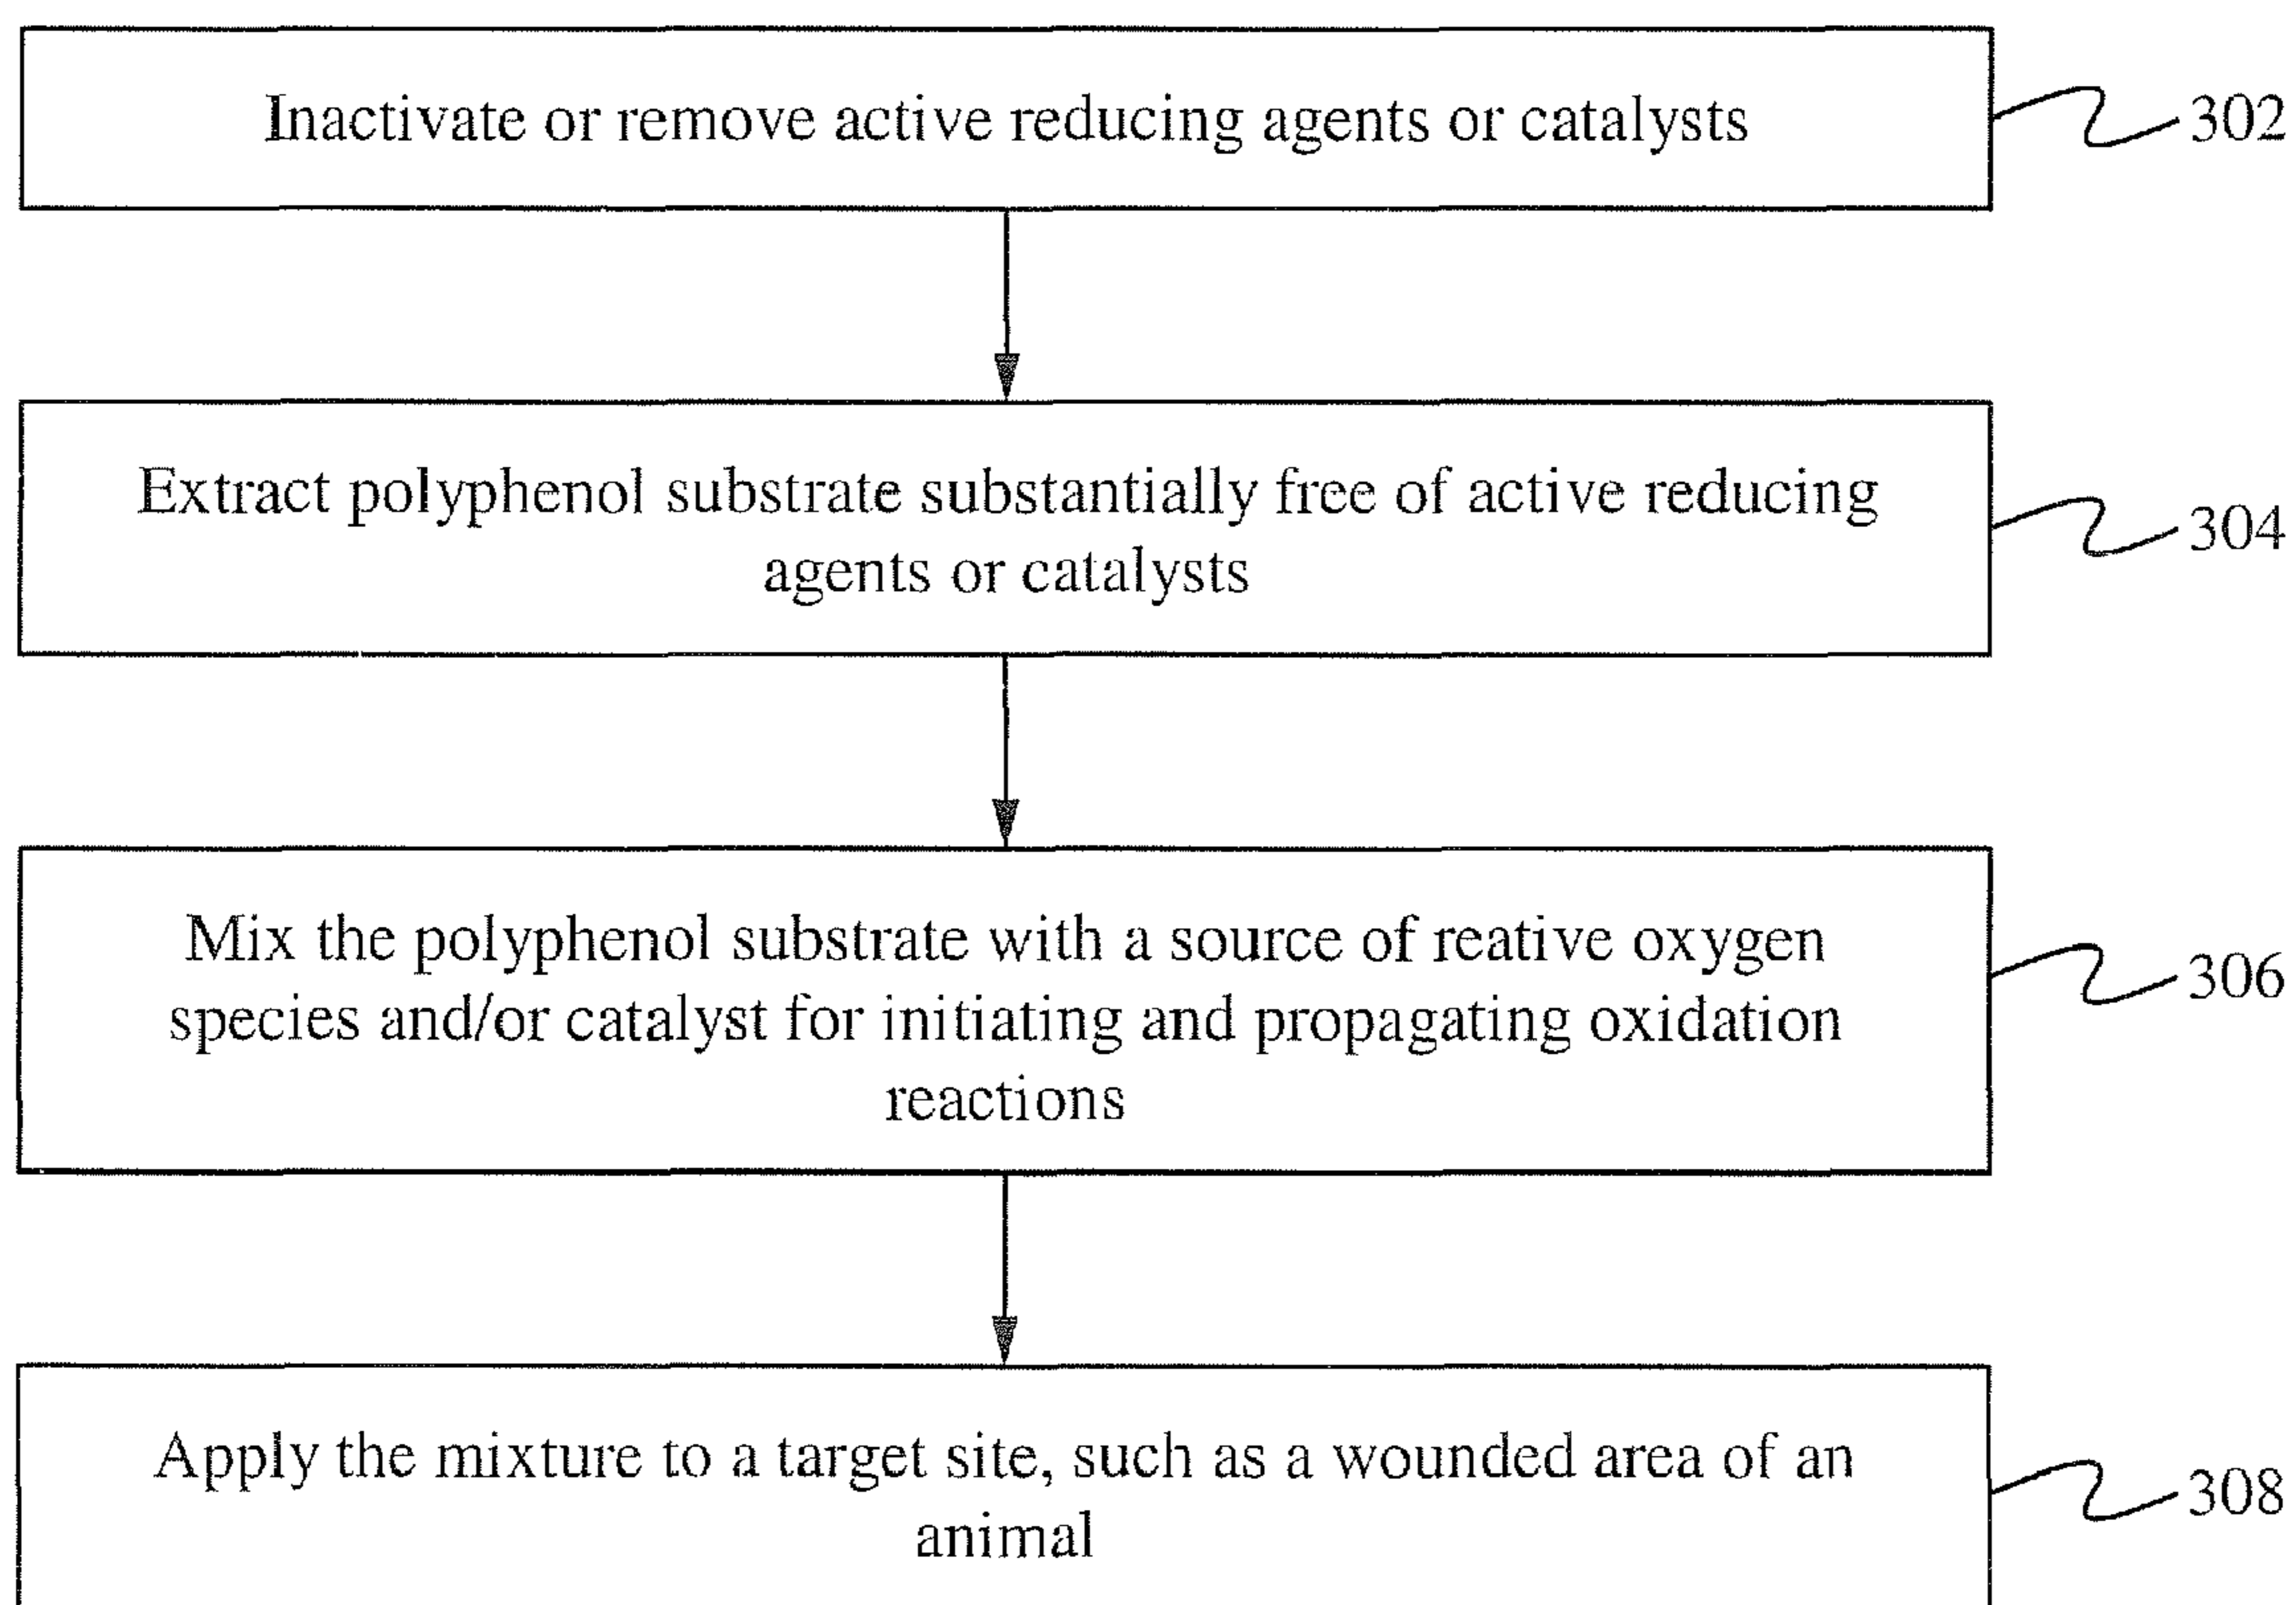 Inactivate or remove active reducing agents or catalysts
302
Extract polyphenol substrate substantially free of active reducing
agents or catalysts
304
Mix the polyphenol substrate with a source of reative oxygen
species and/or catalyst for initiating and propagating oxidation
reactions
306
Apply the mixture to a target site, such as a wounded area of an
animal
308